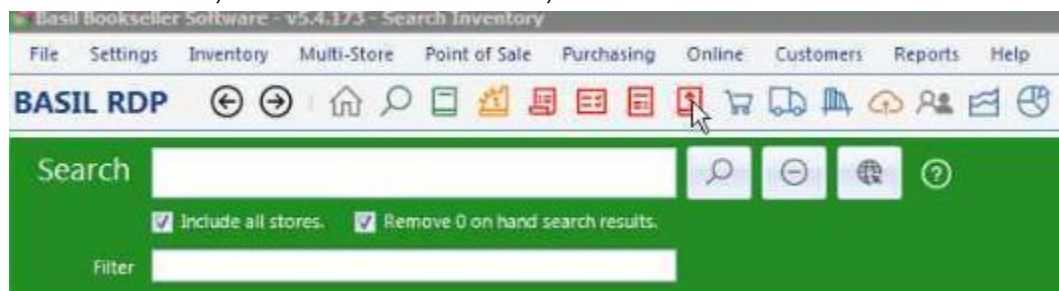 Basil Bookseller Software - v5.4.173 - Search Inventory
File Settings Inventory Multi-Store Point of Sale Purchasing Online Customers Reports Help
BASIL RDP
Search
Include all stores. Remove 0 on hand search results.
Filter